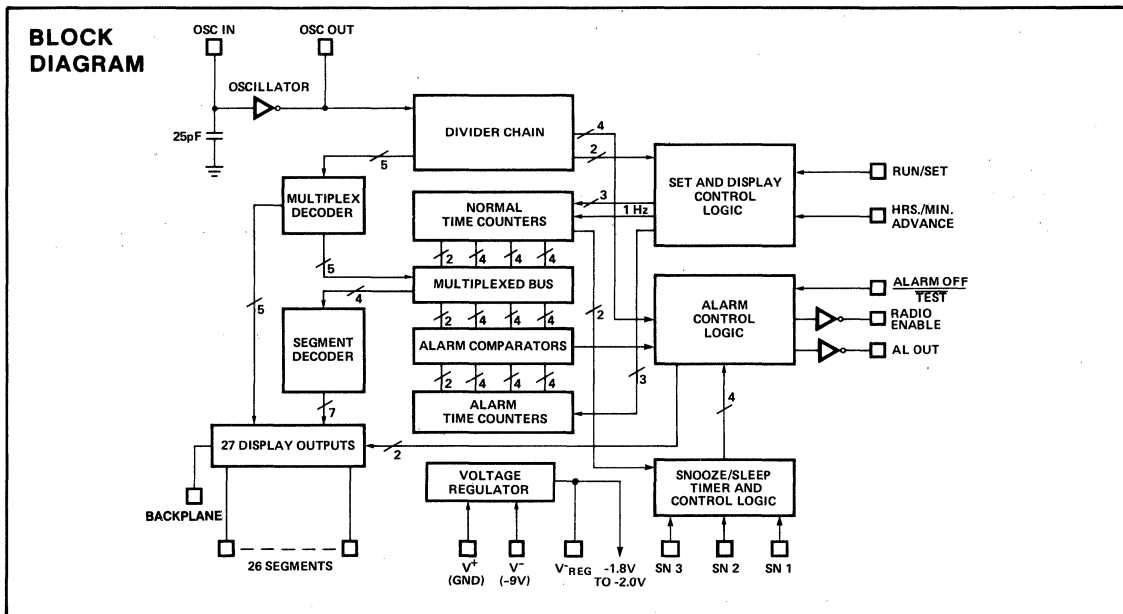 BLOCK
DIAGRAM
OSC IN
OSC OUT
OSCILLATOR
25pF
DIVIDER CHAIN
4
2
5
MULTIPLEX
DECODER
NORMAL
TIME COUNTERS
3
1 Hz
SET AND DISPLAY
CONTROL
LOGIC
RUN/SET
HRS./MIN.
ADVANCE
2 4 4 4
5
MULTIPLEXED BUS
4
5
2 4 4 4
2
SEGMENT
DECODER
ALARM COMPARATORS
ALARM
CONTROL
LOGIC
ALARM OFF
TEST
RADIO
ENABLE
AL OUT
2 4 4 4
3
4
7
ALARM
TIME COUNTERS
27 DISPLAY OUTPUTS
2
VOLTAGE
REGULATOR
SNOOZE/SLEEP
TIMER AND
CONTROL LOGIC
BACKPLANE
26 SEGMENTS
V+
(GND)
V-
(-9V)
V-REG
-1.8V
TO -2.0V
SN 3
SN 2
SN 1